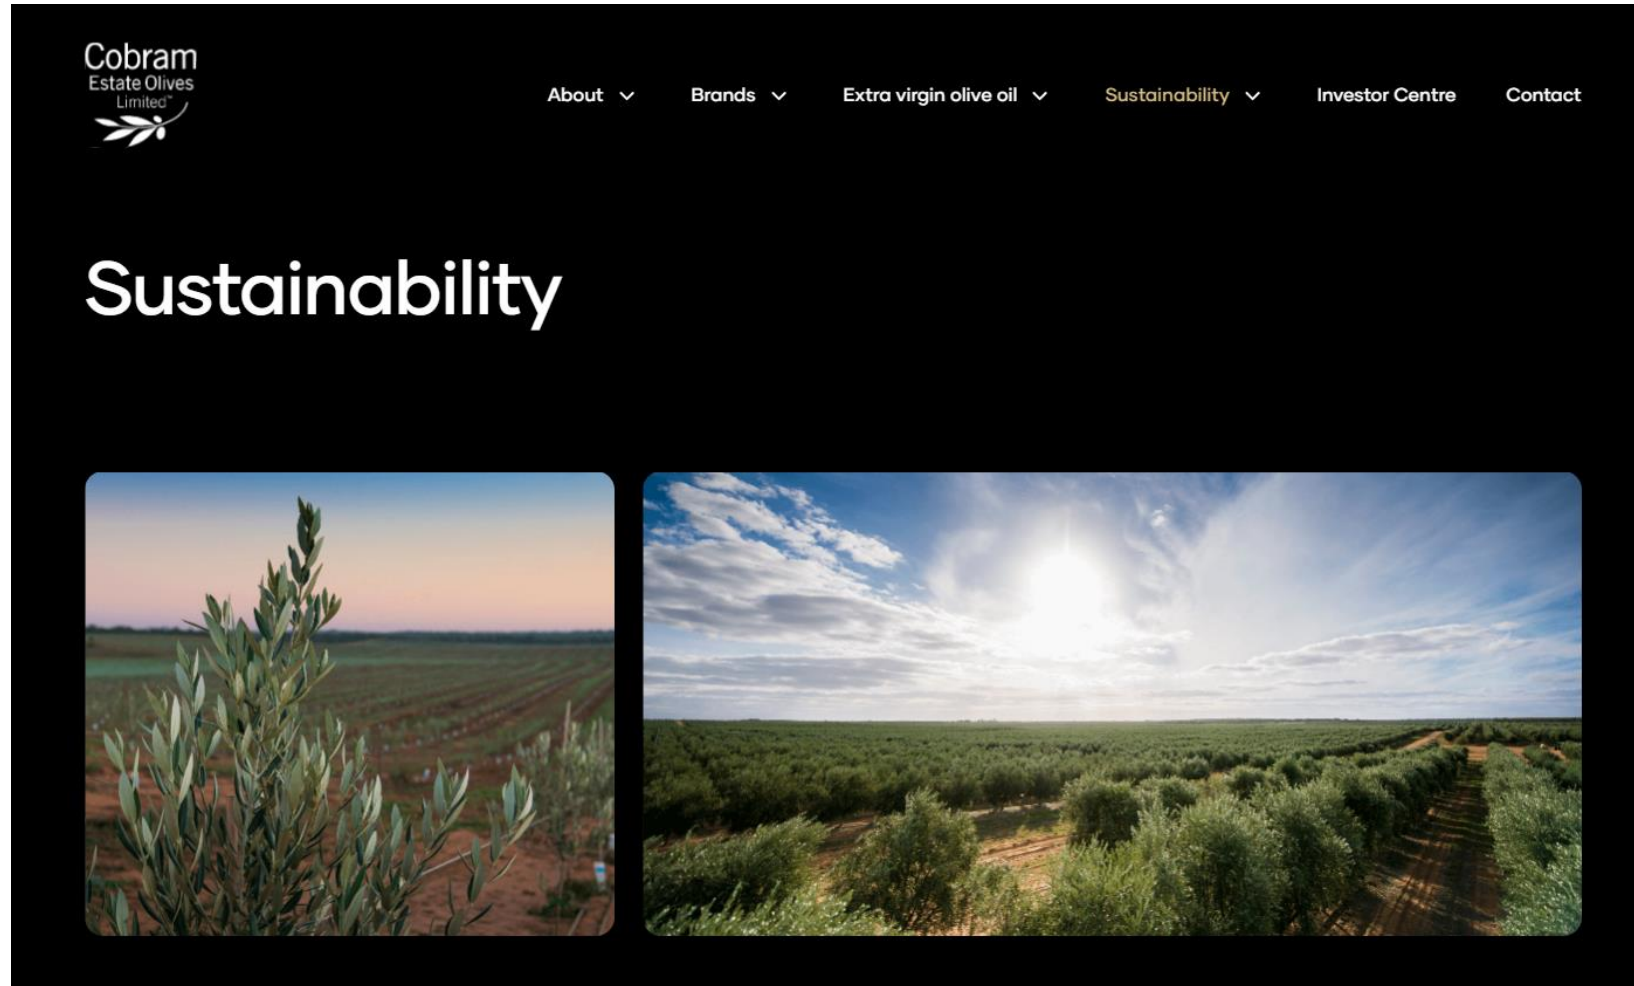 Cobram
Estate Olives
Limited™
About
Brands
Extra virgin olive oil
Sustainability
Investor Centre
Contact
Sustainability